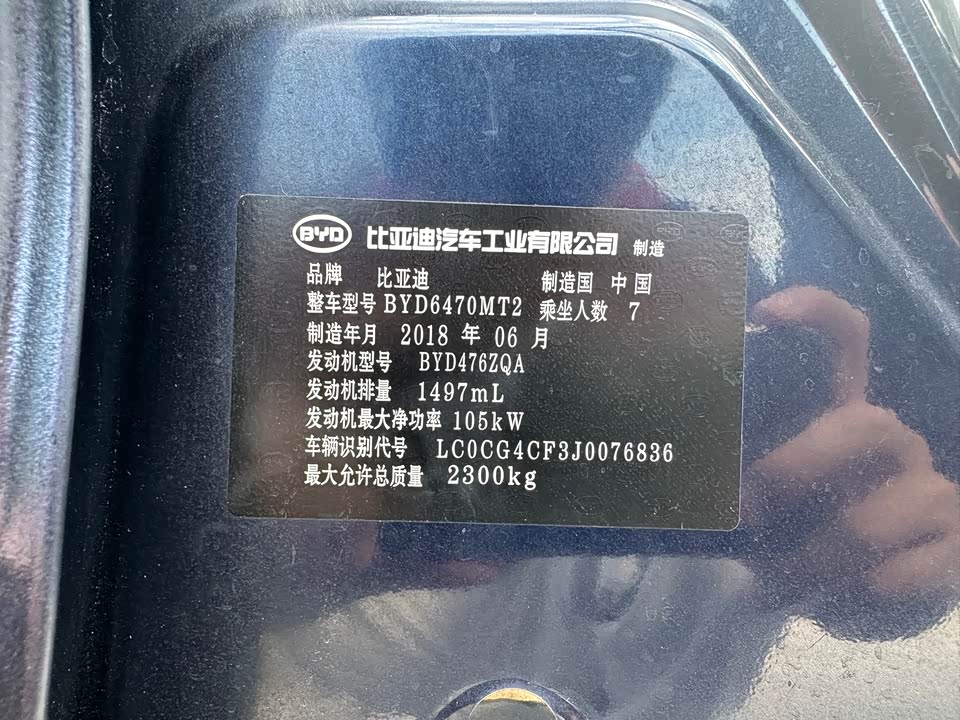 BYD 比亚迪汽车工业有限公司 制造
品牌 比亚迪 制造国 中国
整车型号 BYD6470MT2 乘坐人数 7
制造年月 2018 年 06 月
发动机型号 BYD476ZQA
发动机排量 1497mL
发动机最大净功率 105kW
车辆识别代号 LC0CG4CF3J0076836
最大允许总质量 2300kg